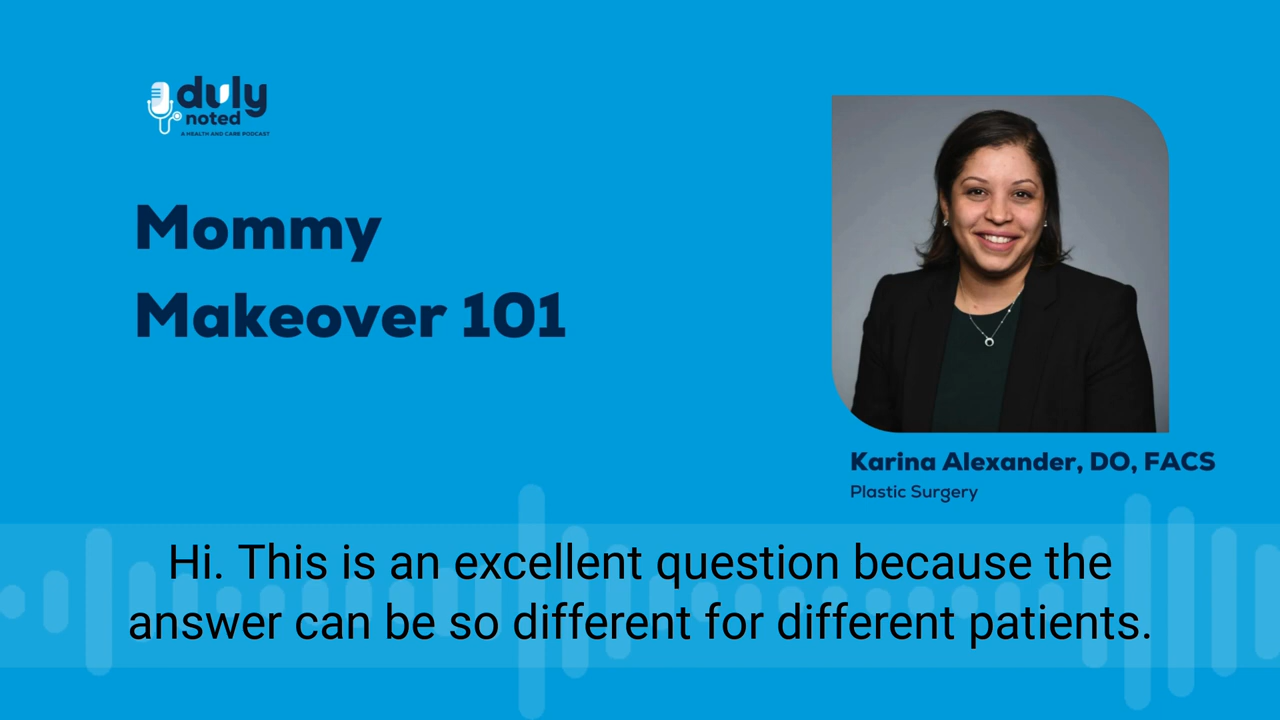 duly
noted
A HEALTH AND CARE PODCAST
Mommy
Makeover 101
Karina Alexander, DO, FACS
Plastic Surgery
Hi. This is an excellent question because the
answer can be so different for different patients.